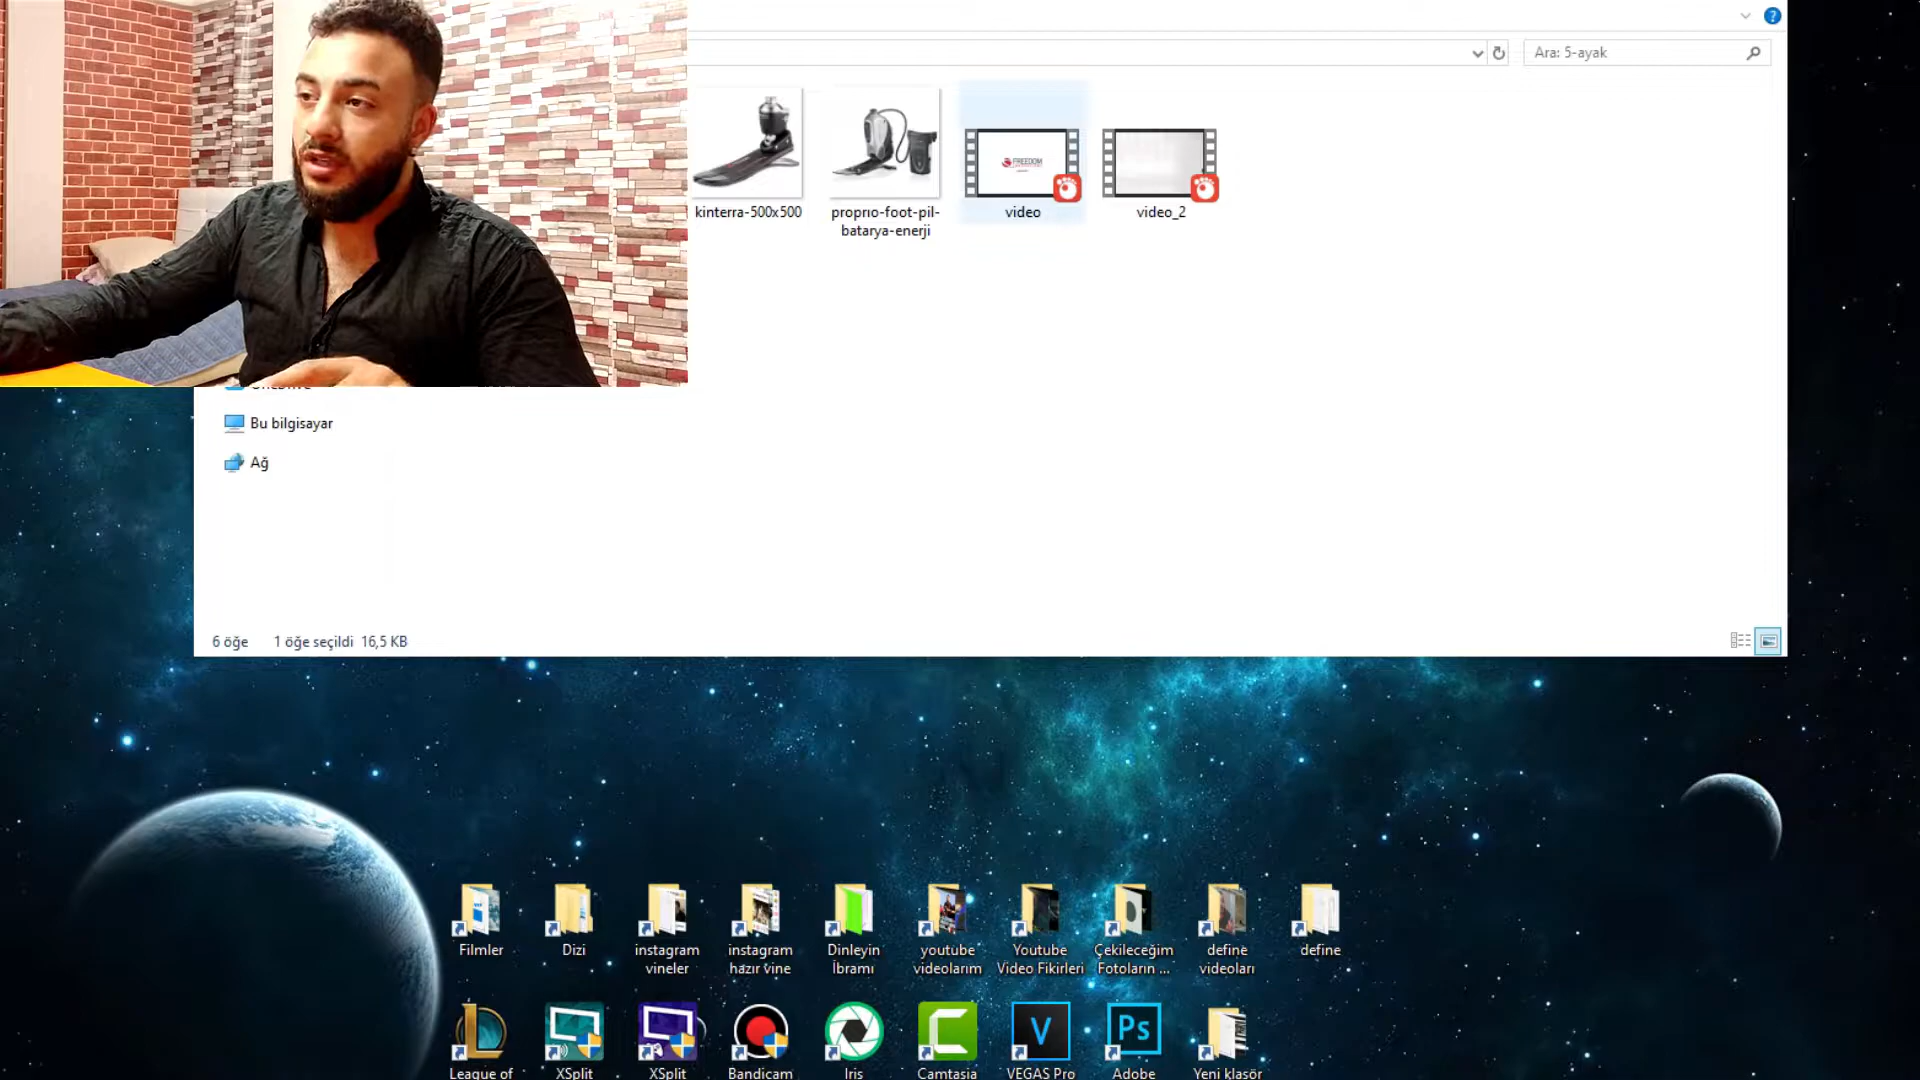 Ara: 5-ayak
FREEDOM
kinterra-500x500
proprıo-foot-pil-
batarya-enerji
video
video_2
Bu bilgisayar
Ağ
6 öğe
1 öğe seçildi 16,5 KB
Filmler
Dizi
instagram
vineler
instagram
hazır vine
Dinleyin
İbramı
youtube
videolarım
Youtube
Video Fikirleri
Çekileceğim
Fotoların ...
define
videoları
define
League of
XSplit
XSplit
Bandicam
Iris
Camtasia
VEGAS Pro
Adobe
Yeni klasör